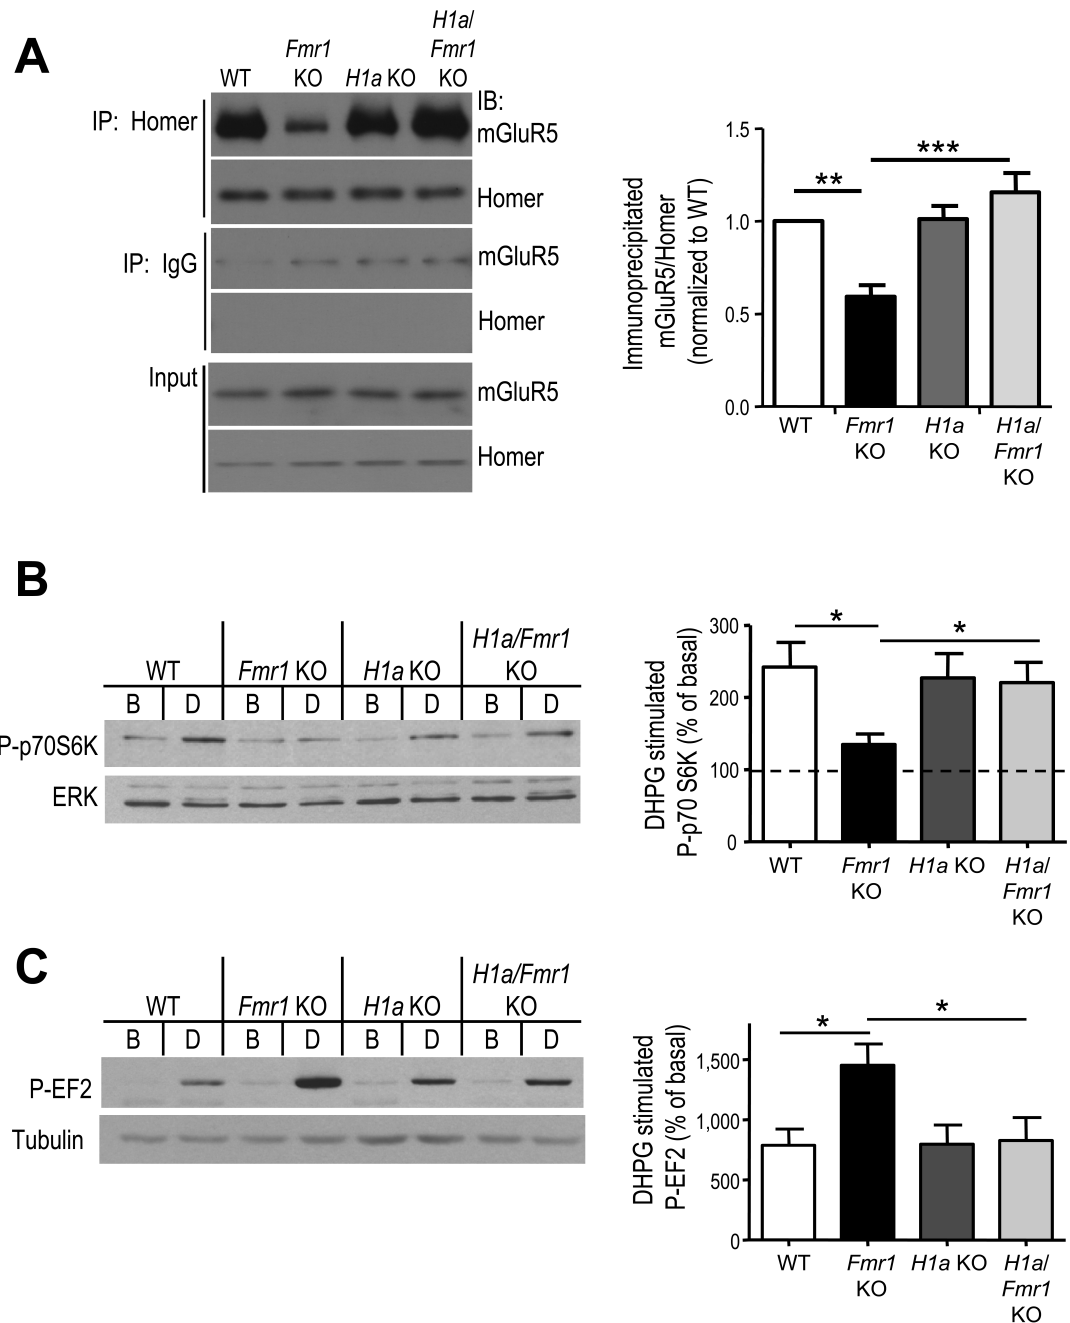 A
WT
Fmr1
KO
H1a KO
H1a/
Fmr1
KO
IP: Homer
IB:
mGluR5
Homer
IP: IgG
mGluR5
Homer
Input
mGluR5
Homer
Immunoprecipitated
mGluR5/Homer
(normalized to WT)
1.5
**
***
1.0
0.5
0.0
WT
Fmr1
KO
H1a
KO
H1a/
Fmr1
KO
B
WT
Fmr1 KO
H1a KO
H1a/Fmr1
KO
B D B D B D B D
P-p70S6K
ERK
DHPG stimulated
P-p70 S6K (% of basal)
300
*
*
200
100
0
WT
Fmr1
KO
H1a KO
H1a/
Fmr1
KO
C
WT
Fmr1 KO
H1a KO
H1a/Fmr1
KO
B D B D B D B D
P-EF2
Tubulin
DHPG stimulated
P-EF2 (% of basal)
*
*
1,500
1,000
500
0
WT
Fmr1
KO
H1a KO
H1a/
Fmr1
KO